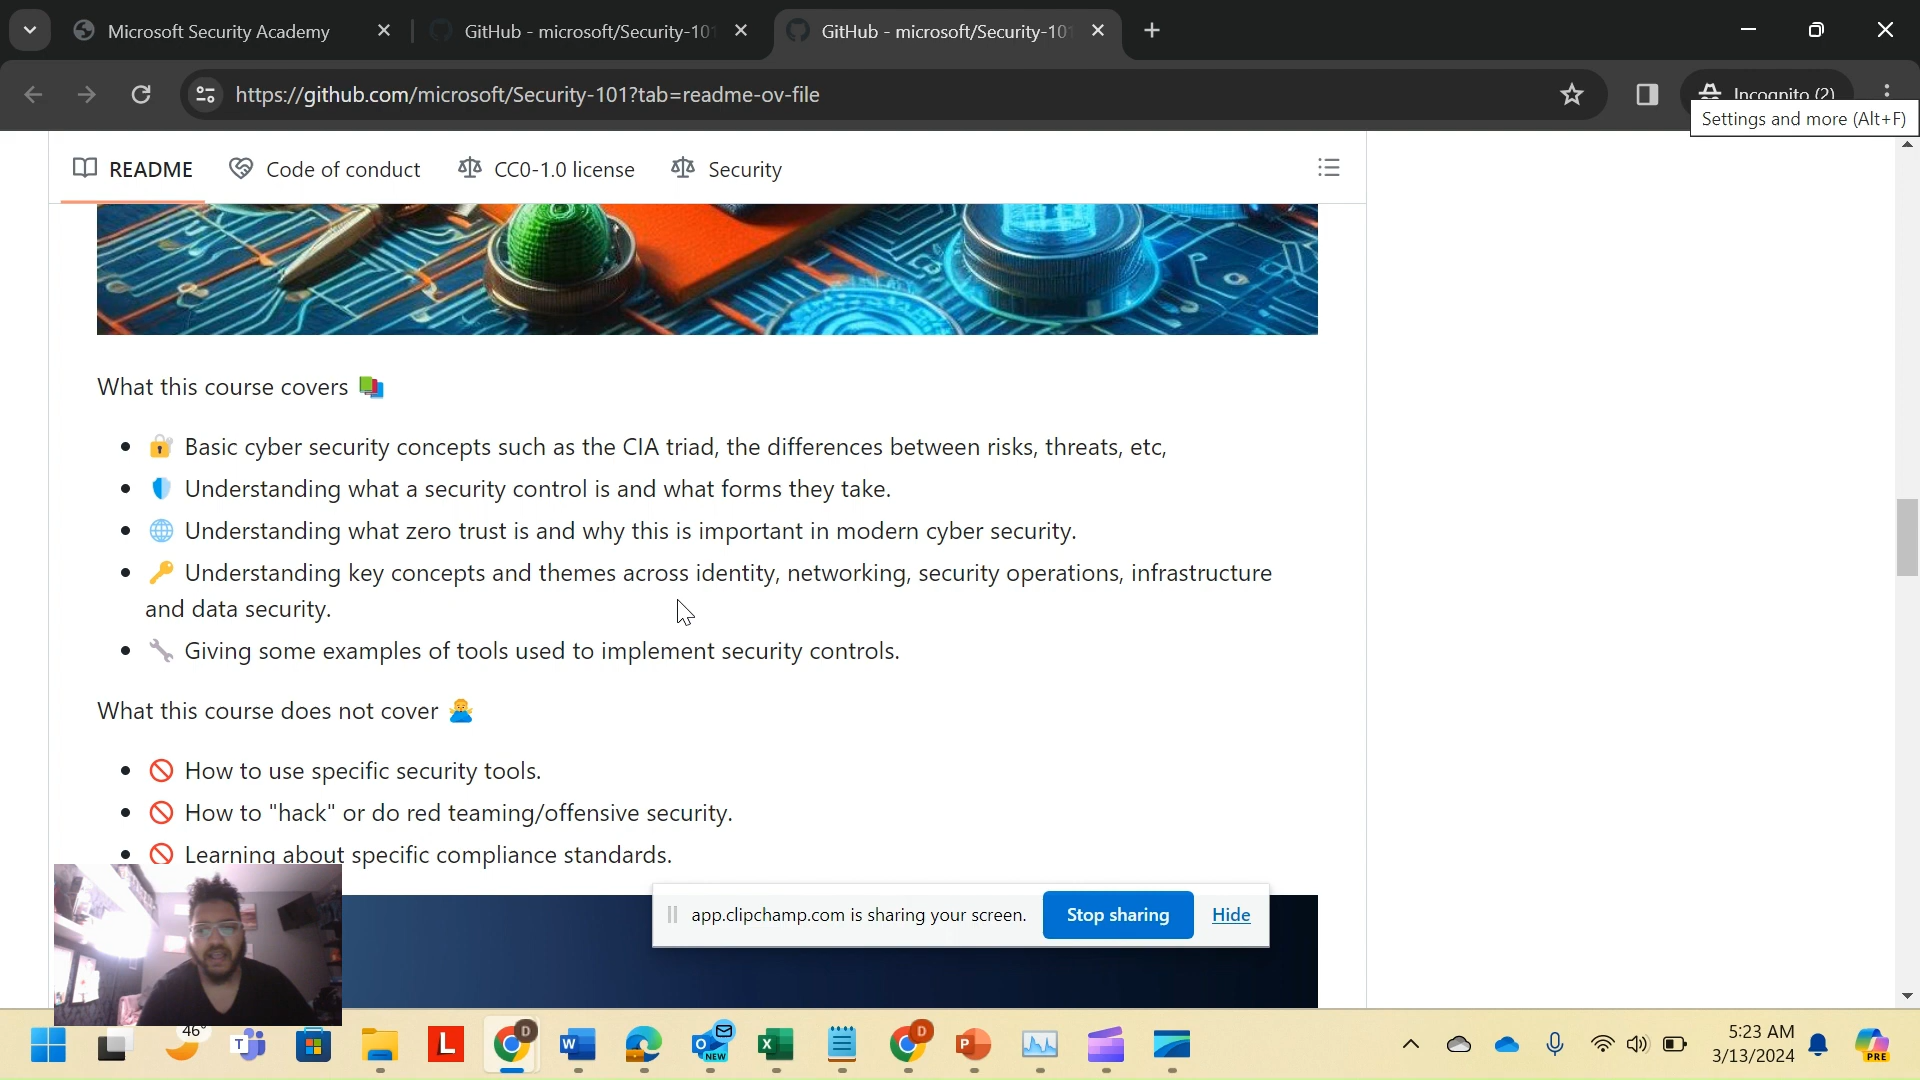 Microsoft Security Academy
GitHub - microsoft/Security-101
GitHub - microsoft/Security-10
https://github.com/microsoft/Security-101?tab=readme-ov-file
Incognito (2)
Settings and more (Alt+F)
README
Code of conduct
CC0-1.0 license
Security
What this course covers
Basic cyber security concepts such as the CIA triad, the differences between risks, threats, etc,
Understanding what a security control is and what forms they take.
Understanding what zero trust is and why this is important in modern cyber security.
Understanding key concepts and themes across identity, networking, security operations, infrastructure
and data security.
Giving some examples of tools used to implement security controls.
What this course does not cover
How to use specific security tools.
How to "hack" or do red teaming/offensive security.
Learning about specific compliance standards.
app.clipchamp.com is sharing your screen.
Stop sharing
Hide
46°
T
L
D
W
O
NEW
X
D
P
5:23 AM
3/13/2024
PRE